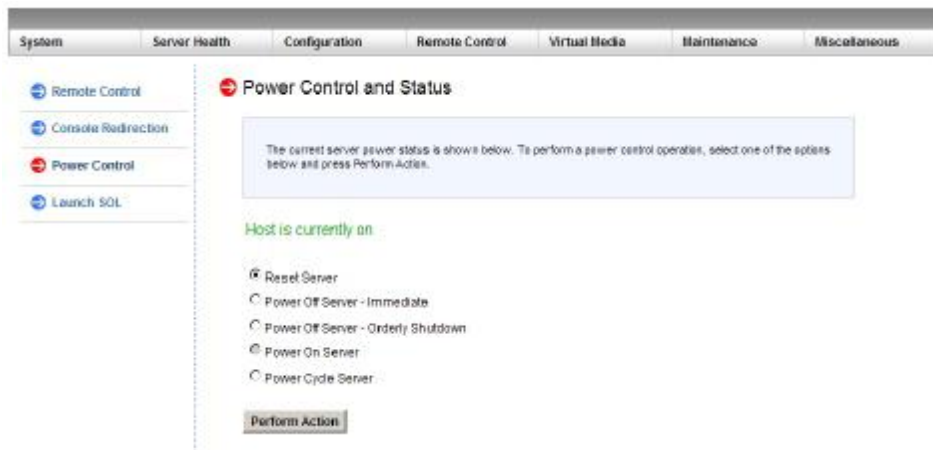 System Server Health Configuration Remote Control Virtual Media Maintenance Miscellaneous
Remote Control
Console Redirection
Power Control
Launch SOL
Power Control and Status
The current server power status is shown below. To perform a power control operation, select one of the options
below and press Perform Action.
Host is currently on
Reset Server
Power Off Server - Immediate
Power Off Server - Orderly Shutdown
Power On Server
Power Cycle Server
Perform Action